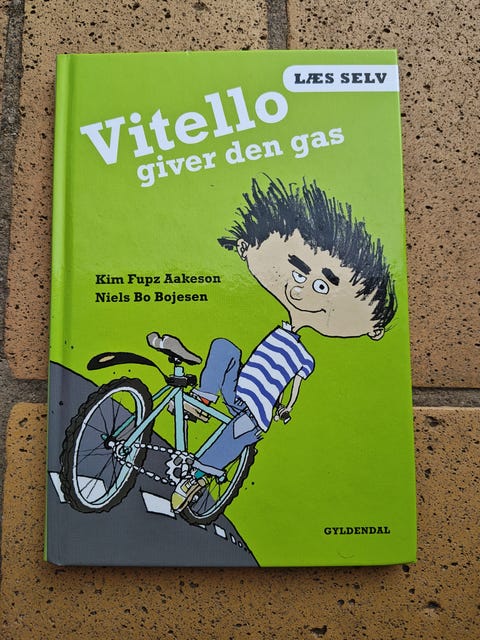 LÆS SELV
Vitello
giver den gas
Kim Fupz Aakeson
Niels Bo Bojesen
GYLDENDAL